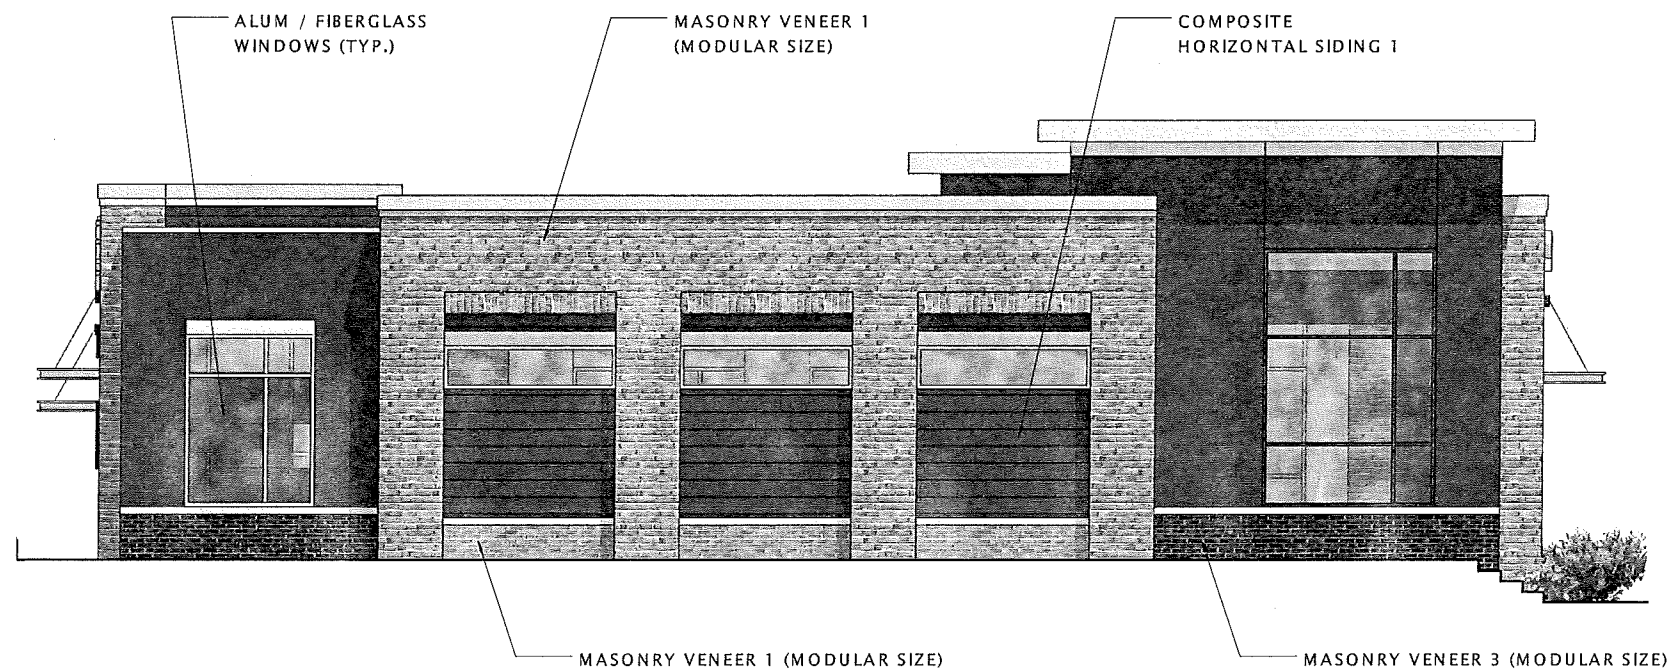 ALUM / FIBERGLASS
WINDOWS (TYP.)
MASONRY VENEER 1
(MODULAR SIZE)
COMPOSITE
HORIZONTAL SIDING 1
MASONRY VENEER 1 (MODULAR SIZE)
MASONRY VENEER 3 (MODULAR SIZE)